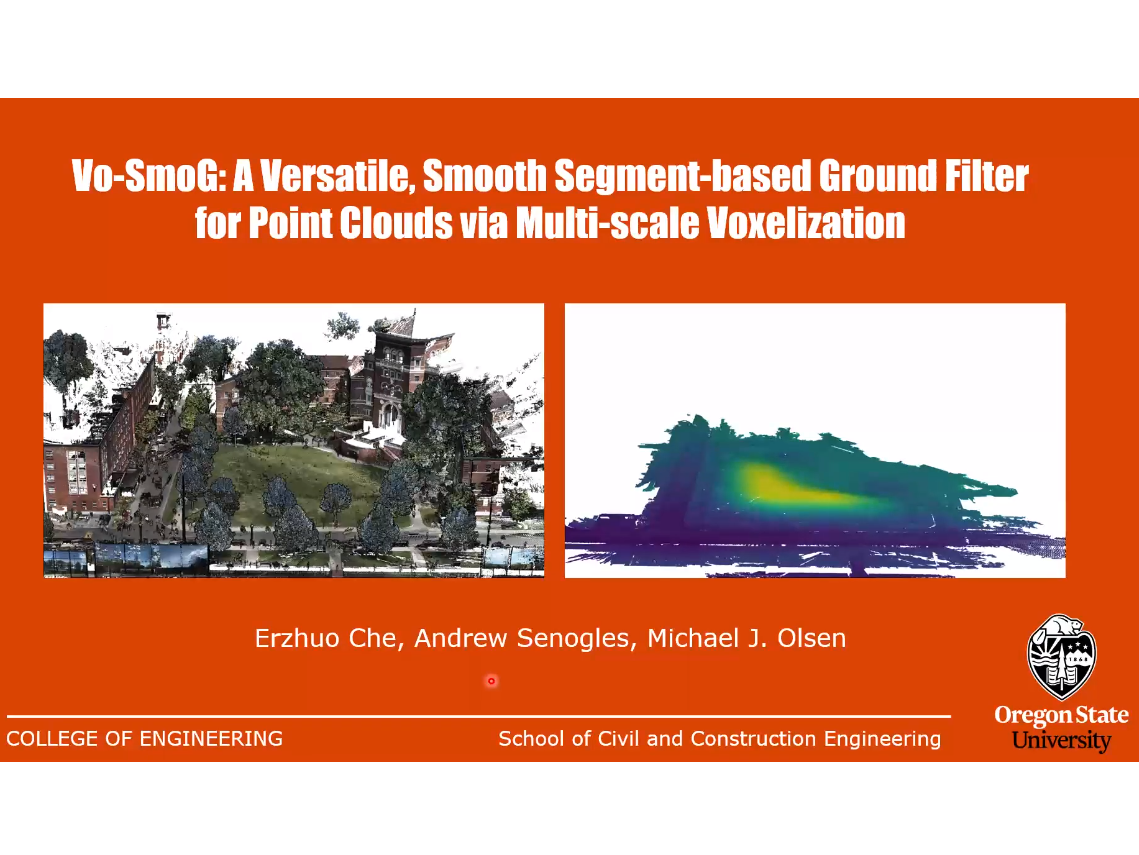 Vo-SmoG: A Versatile, Smooth Segment-based Ground Filter
for Point Clouds via Multi-scale Voxelization
Erzhuo Che, Andrew Senogles, Michael J. Olsen
1868
Oregon State
University
COLLEGE OF ENGINEERING
School of Civil and Construction Engineering